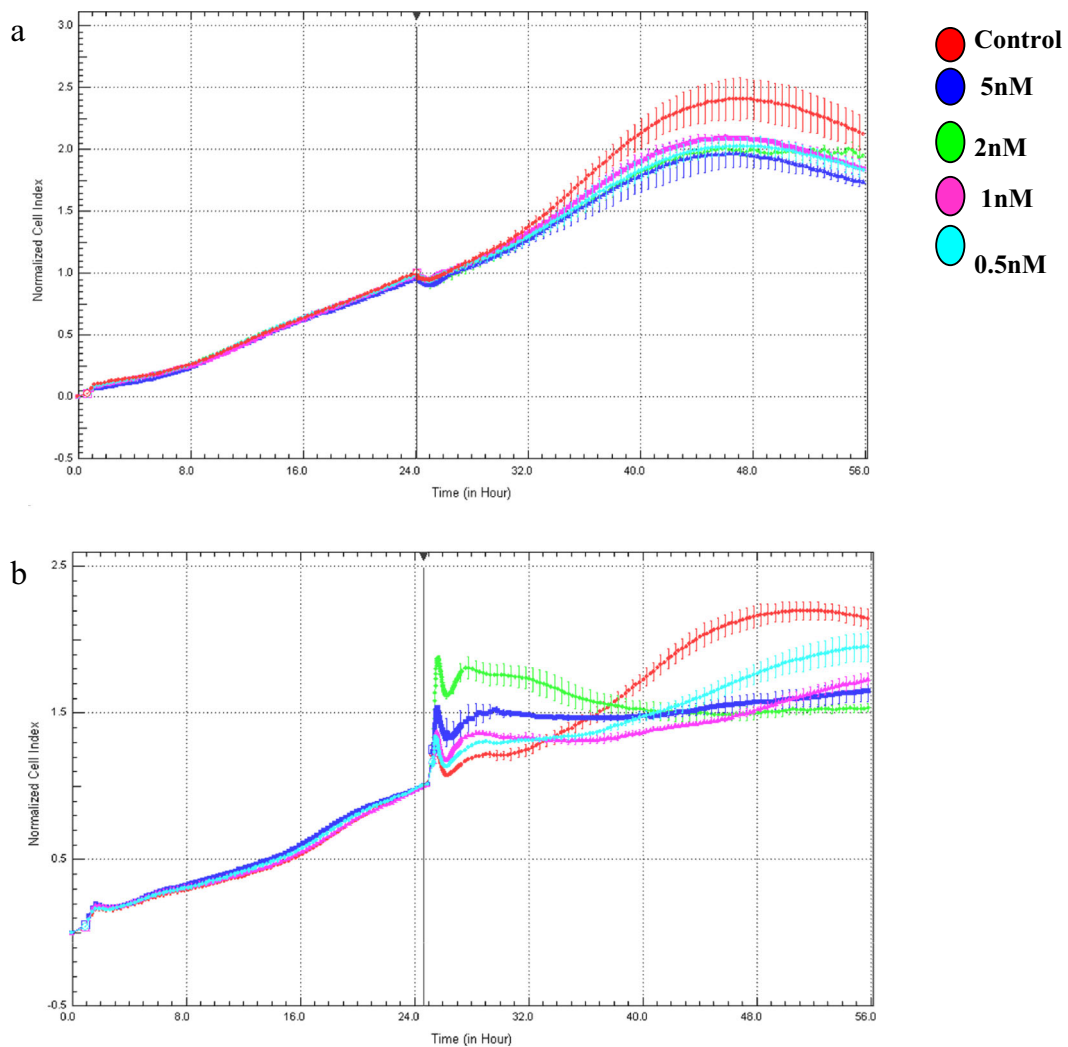 a
3.0
2.5
2.0
1.5
1.0
0.5
0.0
-0.5
Normalized Cell Index
0.0 8.0 16.0 24.0 32.0 40.0 48.0 56.0
Time (in Hour)
Control
5nM
2nM
1nM
0.5nM
b
2.5
1.5
0.5
-0.5
Normalized Cell Index
0.0 8.0 16.0 24.0 32.0 40.0 48.0 56.0
Time (in Hour)